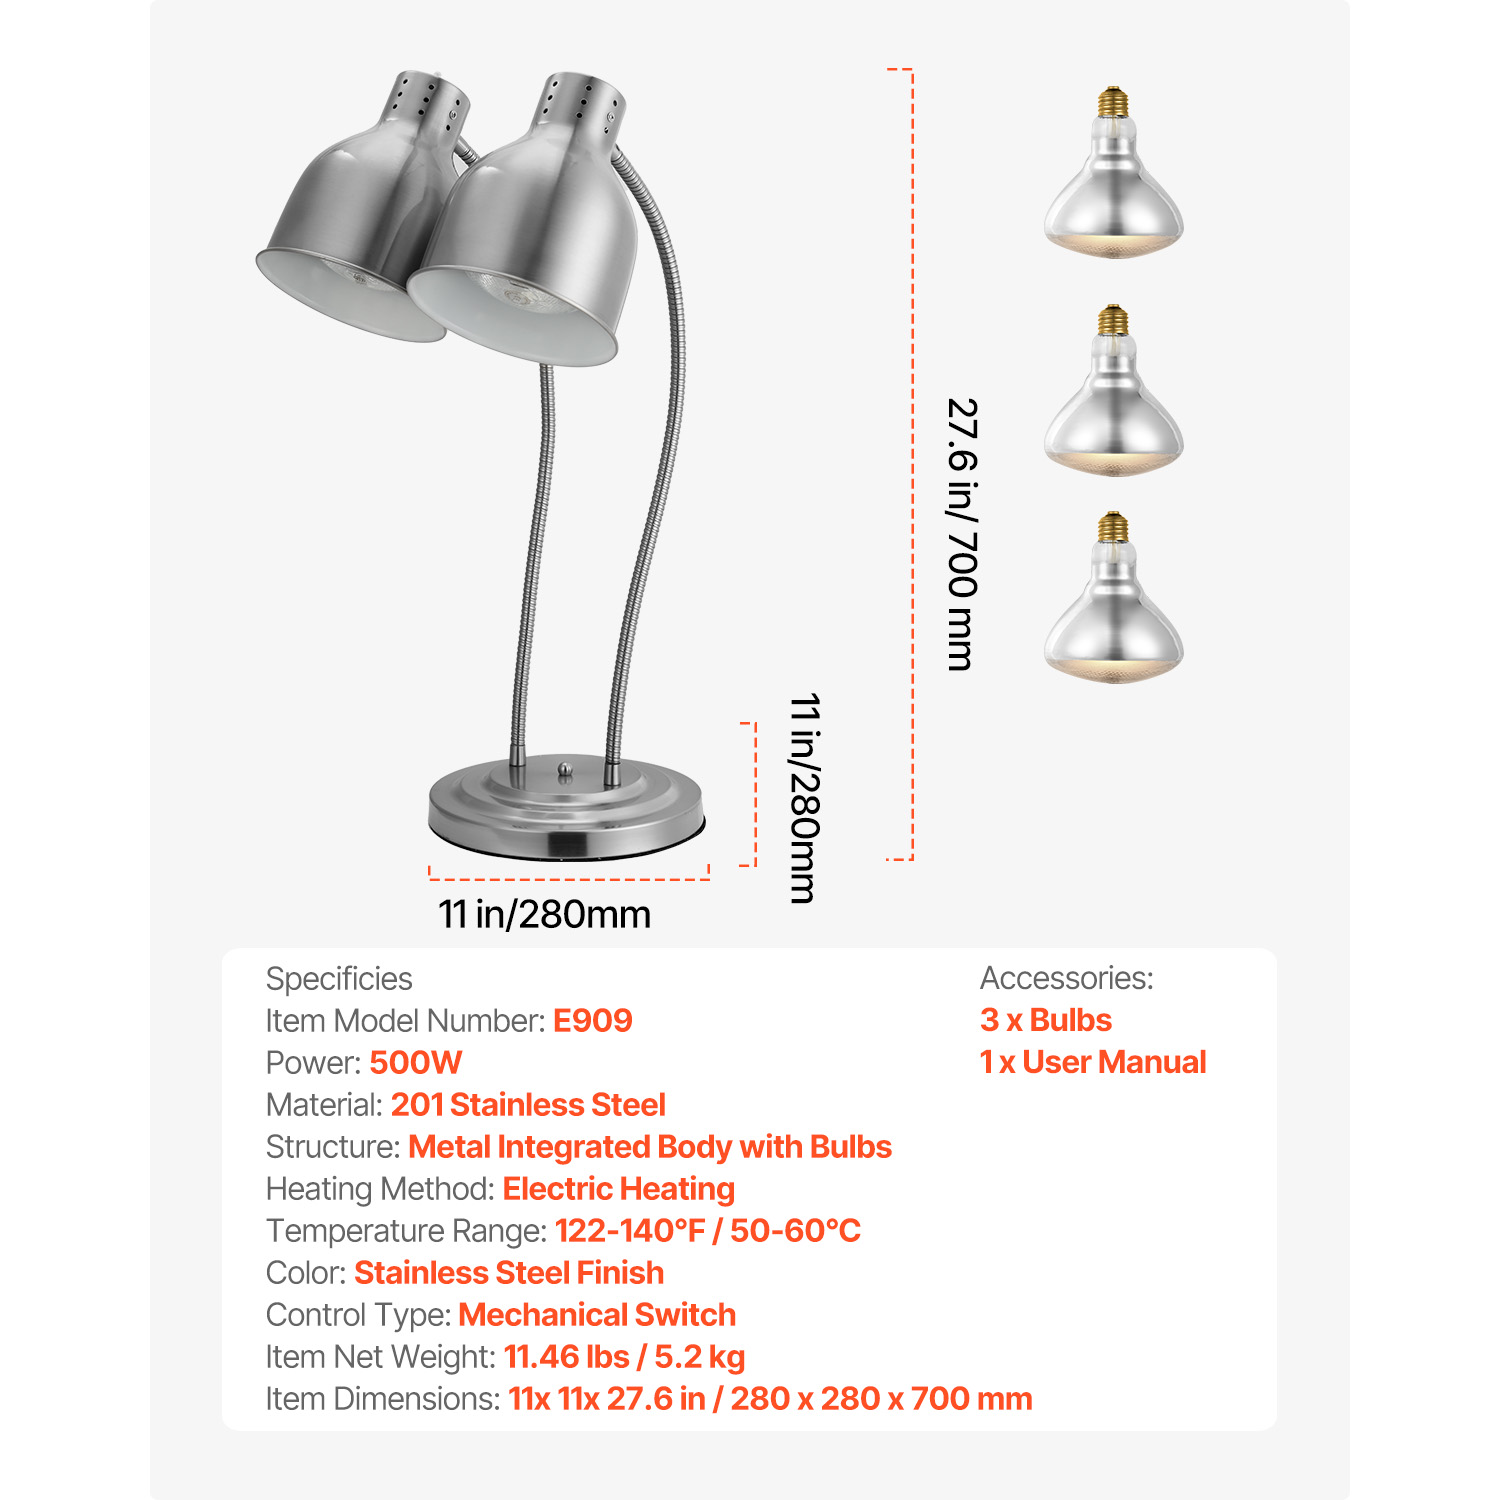 27.6 in/ 700 mm
11 in/280mm
11 in/280mm
Specificies
Item Model Number: E909
Power: 500W
Material: 201 Stainless Steel
Structure: Metal Integrated Body with Bulbs
Heating Method: Electric Heating
Temperature Range: 122-140°F / 50-60°C
Color: Stainless Steel Finish
Control Type: Mechanical Switch
Item Net Weight: 11.46 lbs / 5.2 kg
Item Dimensions: 11x 11x 27.6 in / 280 x 280 x 700 mm
Accessories:
3 x Bulbs
1 x User Manual